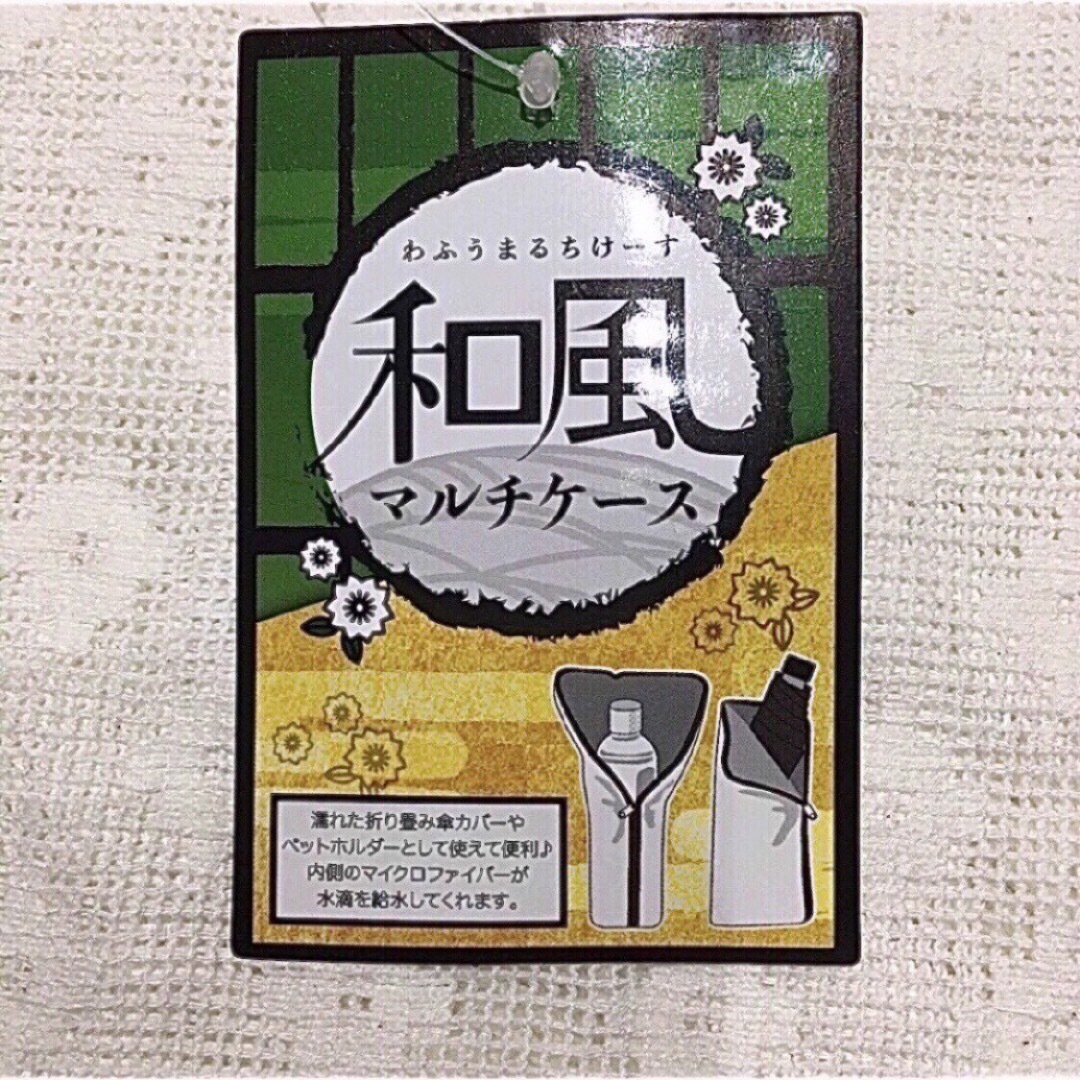 わふうまるちけーす
和風
マルチケース
濡れた折り畳み傘カバーや
ペットホルダーとして使えて便利♪
内側のマイクロファイバーが
水滴を給水してくれます。